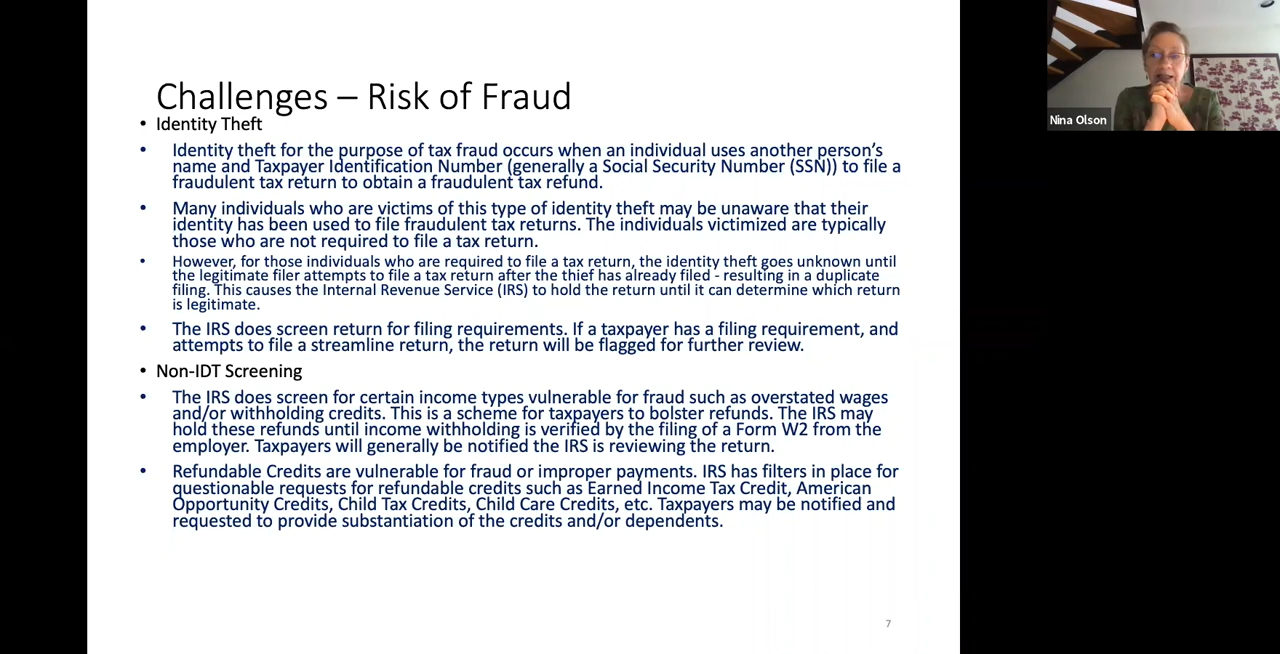 Challenges – Risk of Fraud
• Identity Theft
• Identity theft for the purpose of tax fraud occurs when an individual uses another person's
name and Taxpayer Identification Number (generally a Social Security Number (SSN)) to file a
fraudulent tax return to obtain a fraudulent tax refund.
• Many individuals who are victims of this type of identity theft may be unaware that their
identity has been used to file fraudulent tax returns. The individuals victimized are typically
those who are not required to file a tax return.
• However, for those individuals who are required to file a tax return, the identity theft goes unknown until
the legitimate filer attempts to file a tax return after the thief has already filed - resulting in a duplicate
filing. This causes the Internal Revenue Service (IRS) to hold the return until it can determine which return
is legitimate.
• The IRS does screen return for filing requirements. If a taxpayer has a filing requirement, and
attempts to file a streamline return, the return will be flagged for further review.
• Non-IDT Screening
• The IRS does screen for certain income types vulnerable for fraud such as overstated wages
and/or withholding credits. This is a scheme for taxpayers to bolster refunds. The IRS may
hold these refunds until income withholding is verified by the filing of a Form W2 from the
employer. Taxpayers will generally be notified the IRS is reviewing the return.
• Refundable Credits are vulnerable for fraud or improper payments. IRS has filters in place for
questionable requests for refundable credits such as Earned Income Tax Credit, American
Opportunity Credits, Child Tax Credits, Child Care Credits, etc. Taxpayers may be notified and
requested to provide substantiation of the credits and/or dependents.
7
Nina Olson